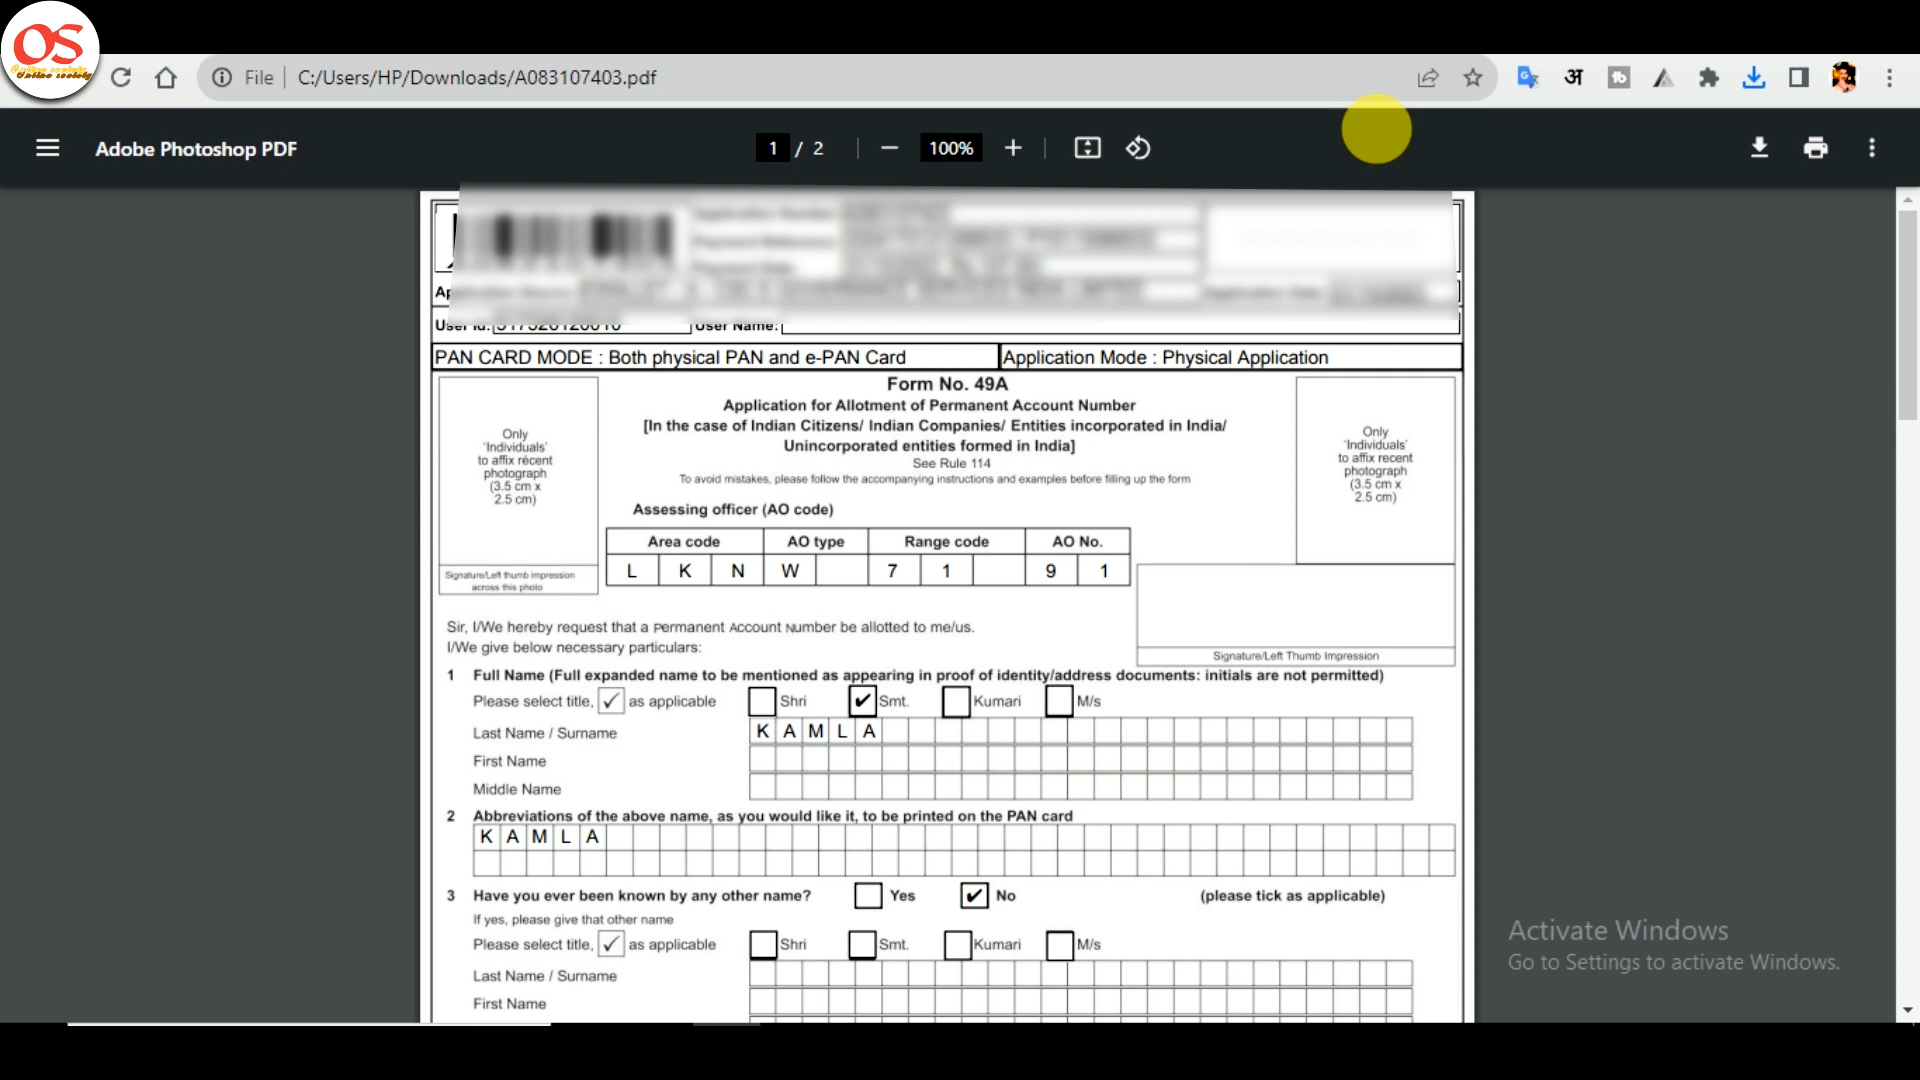 OS
Online society
File
C:/Users/HP/Downloads/A083107403.pdf
अ
Adobe Photoshop PDF
1 / 2
100%
User Name:
PAN CARD MODE : Both physical PAN and e-PAN Card
Application Mode : Physical Application
Form No. 49A
Application for Allotment of Permanent Account Number
[In the case of Indian Citizens/ Indian Companies/ Entities incorporated in India/
Unincorporated entities formed in India]
See Rule 114
To avoid mistakes, please follow the accompanying instructions and examples before filling up the form
Only
'Individuals'
to affix recent
photograph
(3.5 cm x
2.5 cm)
Only
'Individuals'
to affix recent
photograph
(3.5 cm x
2.5 cm)
Assessing officer (AO code)
Area code AO type Range code AO No.
L K N W 7 1 9 1
Signature/Left thumb impression
across this photo
Sir, I/We hereby request that a Permanent Account Number be allotted to me/us.
I/We give below necessary particulars:
Signature/Left Thumb Impression
1 Full Name (Full expanded name to be mentioned as appearing in proof of identity/address documents: initials are not permitted)
Please select title, ✓ as applicable Shri ✔ Smt. Kumari M/s
Last Name / Surname K A M L A
First Name
Middle Name
2 Abbreviations of the above name, as you would like it, to be printed on the PAN card
K A M L A
3 Have you ever been known by any other name? Yes ✔ No (please tick as applicable)
If yes, please give that other name
Please select title, ✓ as applicable Shri Smt. Kumari M/s
Last Name / Surname
First Name
Activate Windows
Go to Settings to activate Windows.